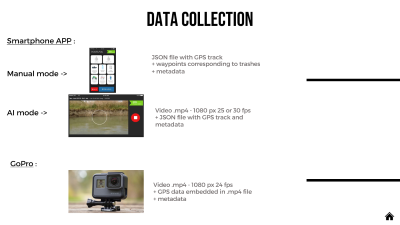 DATA COLLECTION
Smartphone APP :
JSON file with GPS track
+ waypoints corresponding to trashes
+ metadata
Manual mode ->
AI mode ->
Video .mp4 - 1080 px 25 or 30 fps
+ JSON file with GPS track and
metadata
GoPro :
Video .mp4 - 1080 px 24 fps
+ GPS data embedded in .mp4 file
+ metadata